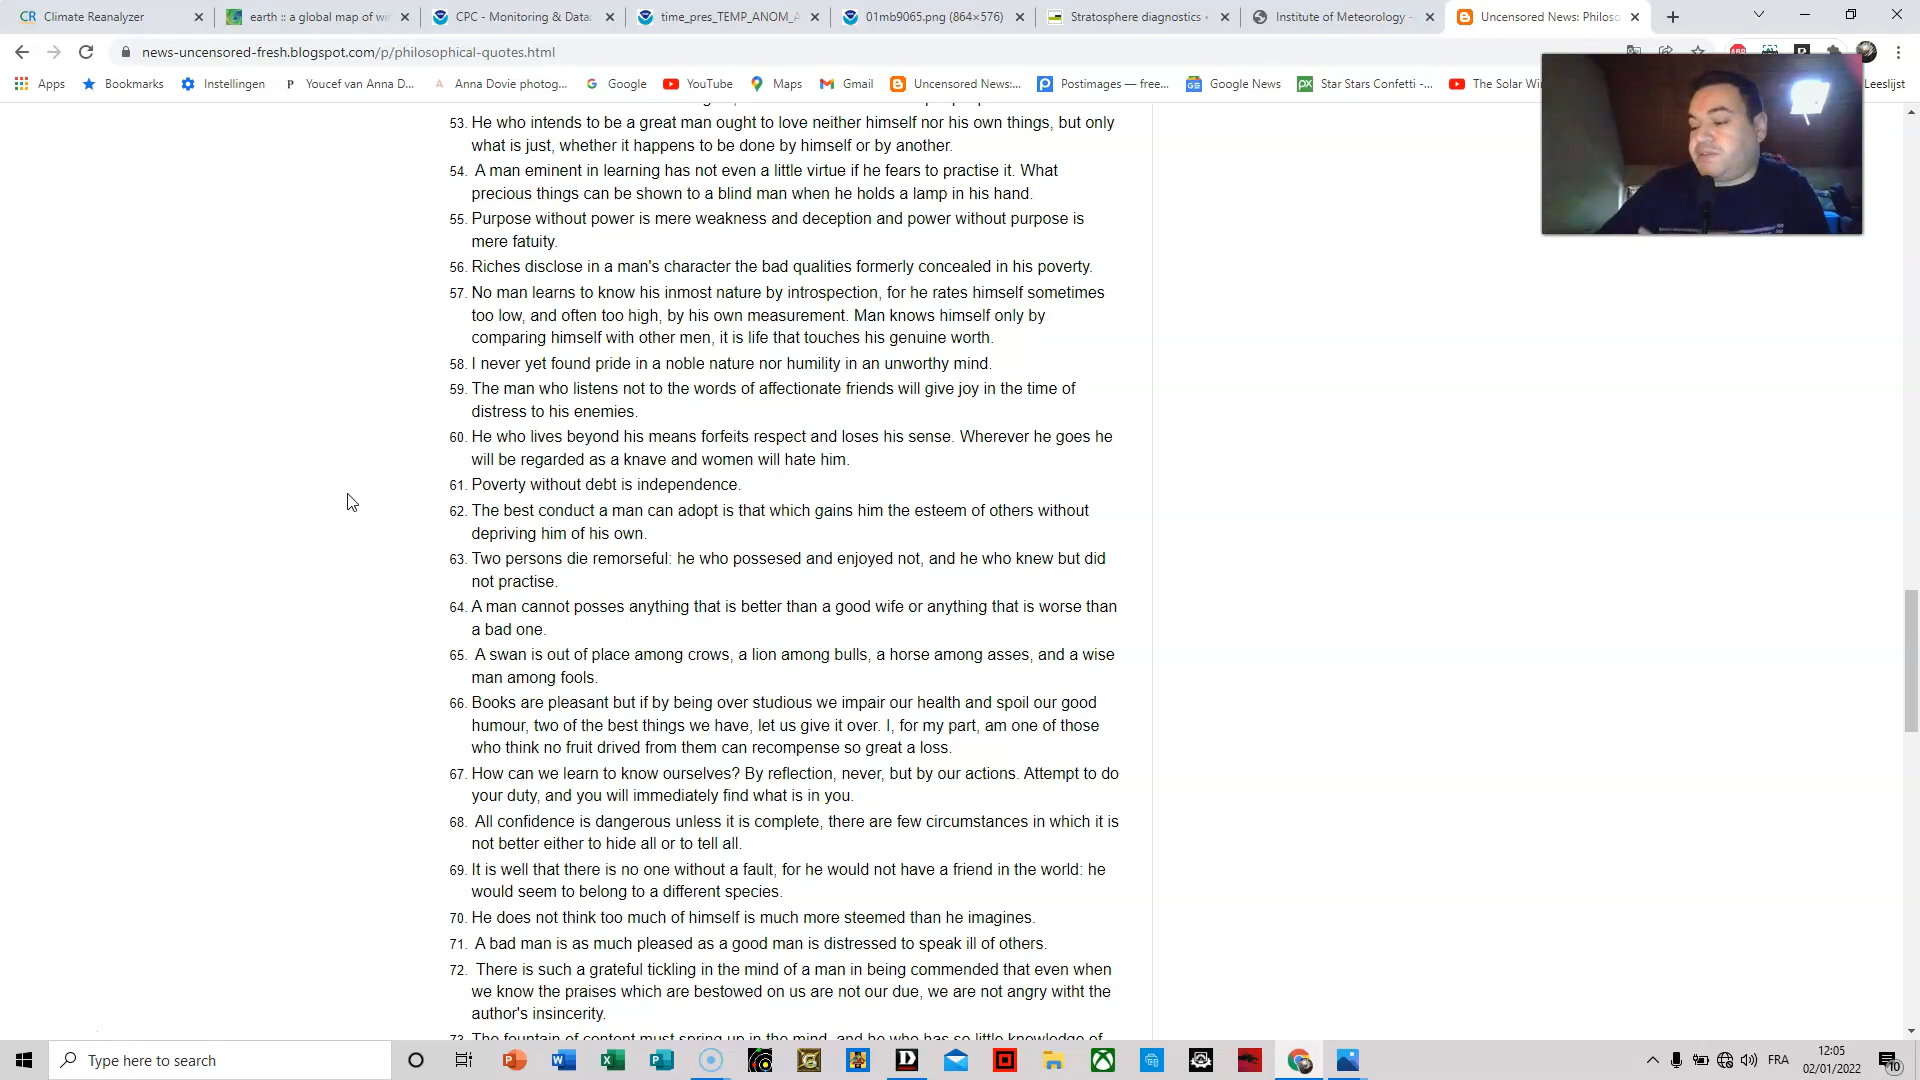 Climate Reanalyzer
earth :: a global map of wi
CPC - Monitoring & Data:
time_pres_TEMP_ANOM_A
01mb9065.png (864×576)
Stratosphere diagnostics
Institute of Meteorology -
Uncensored News: Philoso
news-uncensored-fresh.blogspot.com/p/philosophical-quotes.html
Apps
Bookmarks
Instellingen
Youcef van Anna D...
Anna Dovie photog...
Google
YouTube
Maps
Gmail
Uncensored News:...
Postimages — free...
Google News
Star Stars Confetti -...
The Solar Wi
Leeslijst
53. He who intends to be a great man ought to love neither himself nor his own things, but only
what is just, whether it happens to be done by himself or by another.
54. A man eminent in learning has not even a little virtue if he fears to practise it. What
precious things can be shown to a blind man when he holds a lamp in his hand.
55. Purpose without power is mere weakness and deception and power without purpose is
mere fatuity.
56. Riches disclose in a man's character the bad qualities formerly concealed in his poverty.
57. No man learns to know his inmost nature by introspection, for he rates himself sometimes
too low, and often too high, by his own measurement. Man knows himself only by
comparing himself with other men, it is life that touches his genuine worth.
58. I never yet found pride in a noble nature nor humility in an unworthy mind.
59. The man who listens not to the words of affectionate friends will give joy in the time of
distress to his enemies.
60. He who lives beyond his means forfeits respect and loses his sense. Wherever he goes he
will be regarded as a knave and women will hate him.
61. Poverty without debt is independence.
62. The best conduct a man can adopt is that which gains him the esteem of others without
depriving him of his own.
63. Two persons die remorseful: he who possesed and enjoyed not, and he who knew but did
not practise.
64. A man cannot posses anything that is better than a good wife or anything that is worse than
a bad one.
65. A swan is out of place among crows, a lion among bulls, a horse among asses, and a wise
man among fools.
66. Books are pleasant but if by being over studious we impair our health and spoil our good
humour, two of the best things we have, let us give it over. I, for my part, am one of those
who think no fruit drived from them can recompense so great a loss.
67. How can we learn to know ourselves? By reflection, never, but by our actions. Attempt to do
your duty, and you will immediately find what is in you.
68. All confidence is dangerous unless it is complete, there are few circumstances in which it is
not better either to hide all or to tell all.
69. It is well that there is no one without a fault, for he would not have a friend in the world: he
would seem to belong to a different species.
70. He does not think too much of himself is much more steemed than he imagines.
71. A bad man is as much pleased as a good man is distressed to speak ill of others.
72. There is such a grateful tickling in the mind of a man in being commended that even when
we know the praises which are bestowed on us are not our due, we are not angry witht the
author's insincerity.
73. The fountain of content must spring up in the mind, and he who has so little knowledge of
Type here to search
FRA
12:05
02/01/2022
10